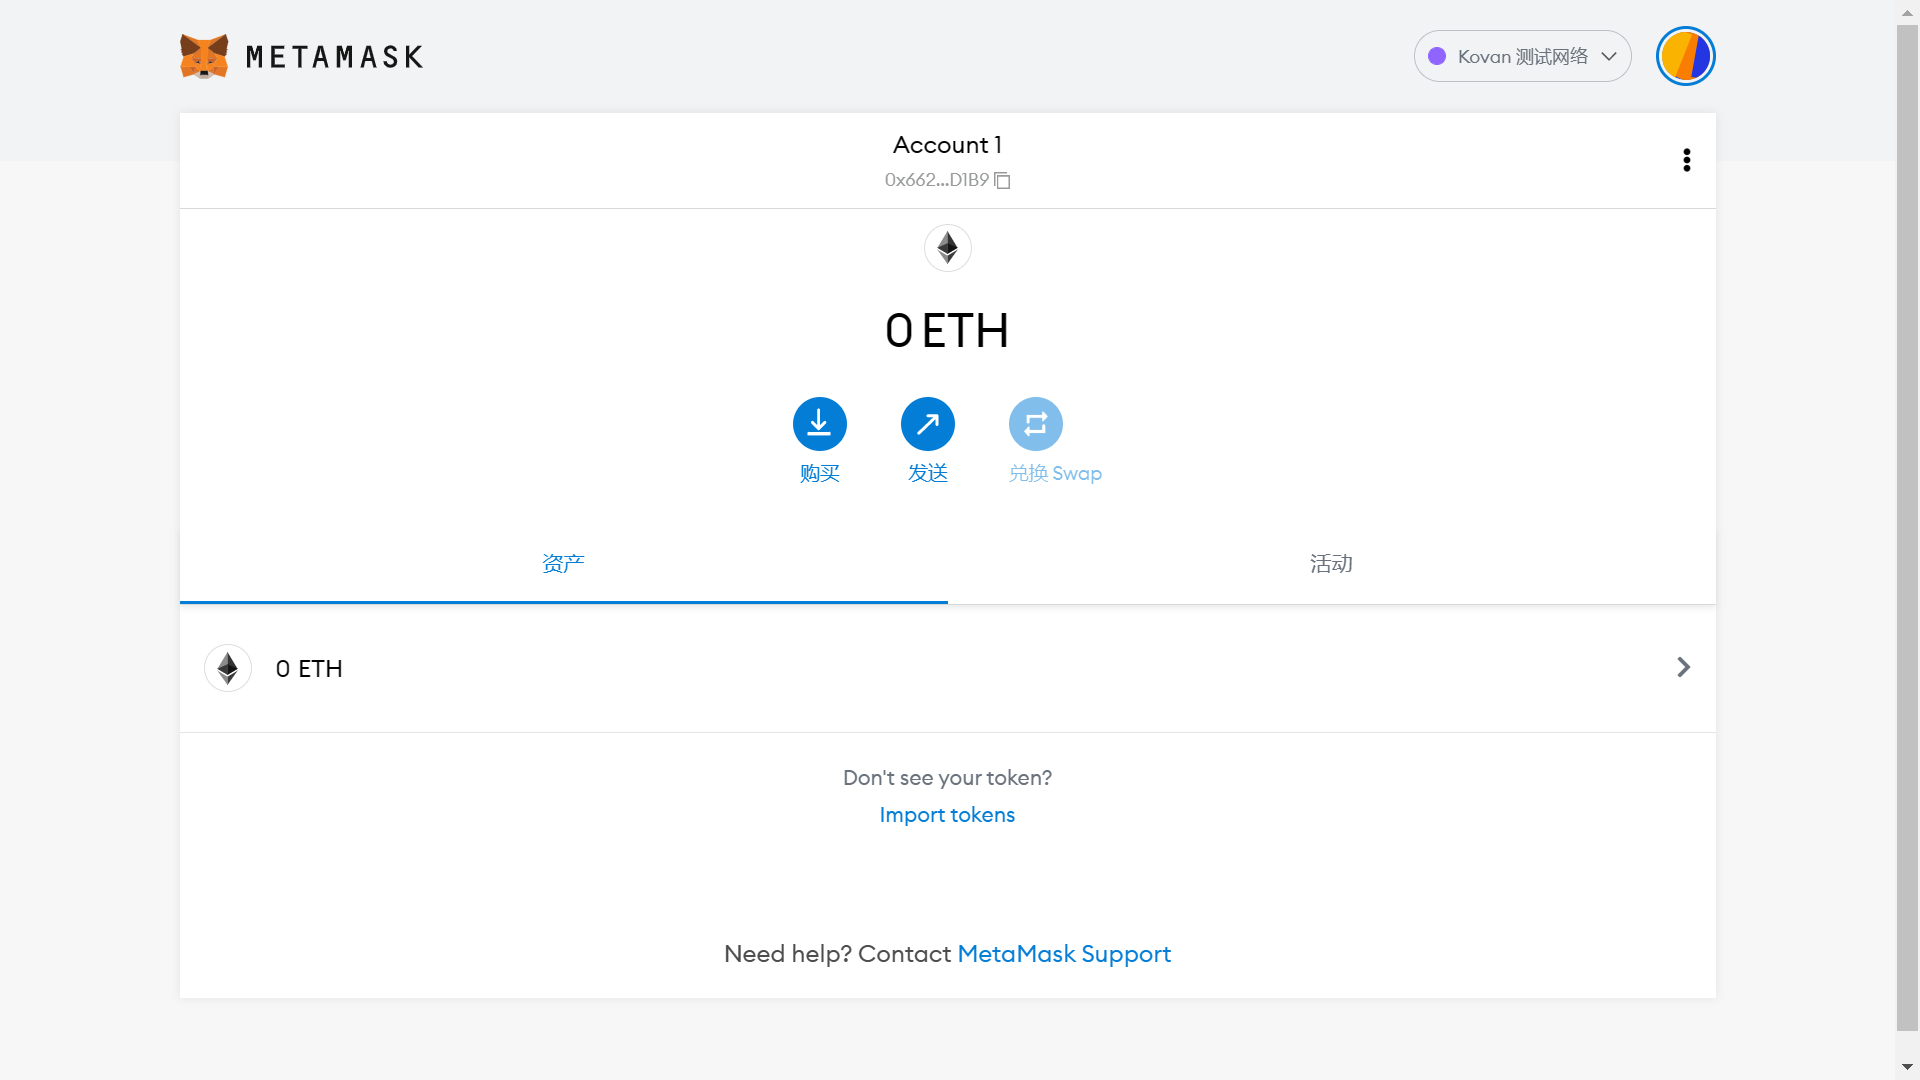 METAMASK
Kovan 测试网络
Account 1
0x662...D1B9
0 ETH
购买
发送
兑换 Swap
资产
活动
0 ETH
Don't see your token?
Import tokens
Need help? Contact MetaMask Support